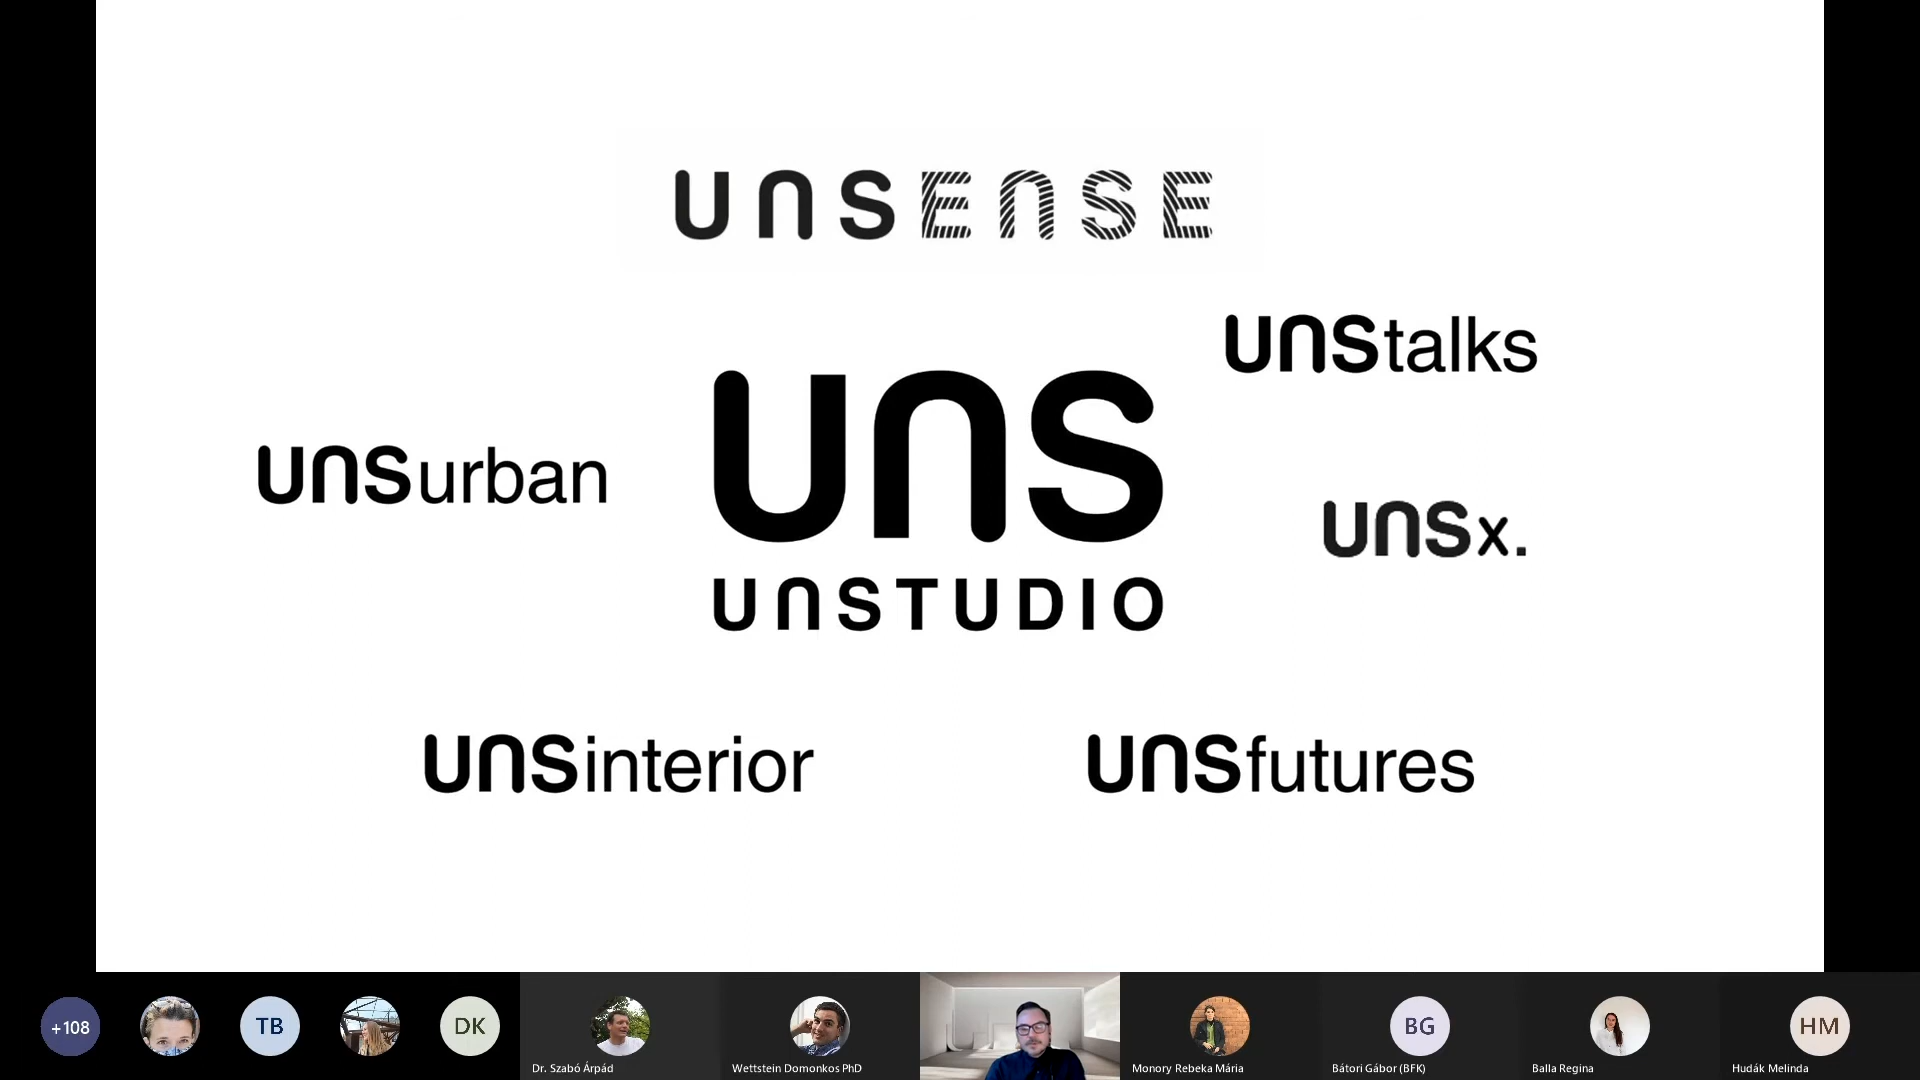 UNSENSE
UNStalks
UNS
UNSurban
UNSx.
UNSTUDIO
UNSinterior
UNSfutures
+108
TB
DK
Dr. Szabó Árpád
Wettstein Domonkos PhD
Monory Rebeka Mária
BG
Bátori Gábor (BFK)
Balla Regina
HM
Hudák Melinda